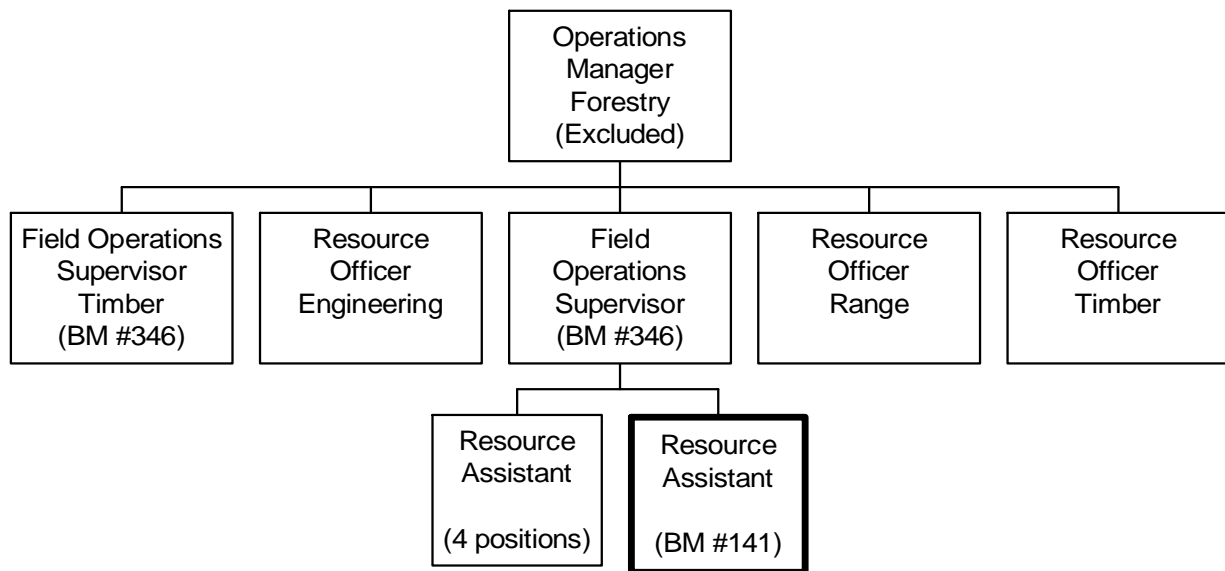 Operations
Manager
Forestry
(Excluded)
Field Operations
Supervisor
Timber
(BM #346)
Resource
Officer
Engineering
Field
Operations
Supervisor
(BM #346)
Resource
Officer
Range
Resource
Officer
Timber
Resource
Assistant
(4 positions)
Resource
Assistant
(BM #141)